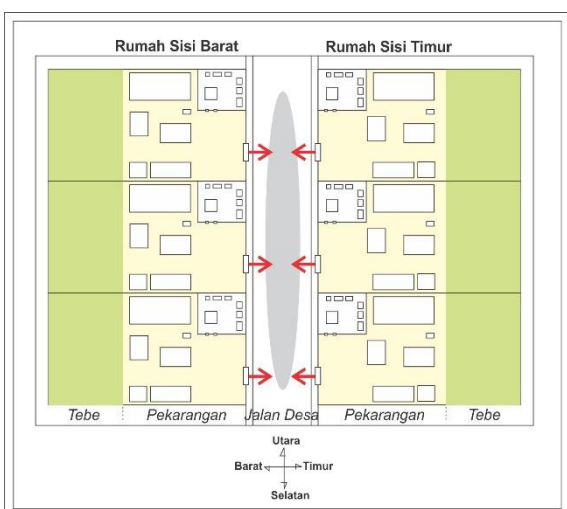 Rumah Sisi Barat
Rumah Sisi Timur
Tebe
Pekarangan
Jalan Desa
Pekarangan
Tebe
Utara
Barat
Timur
Selatan